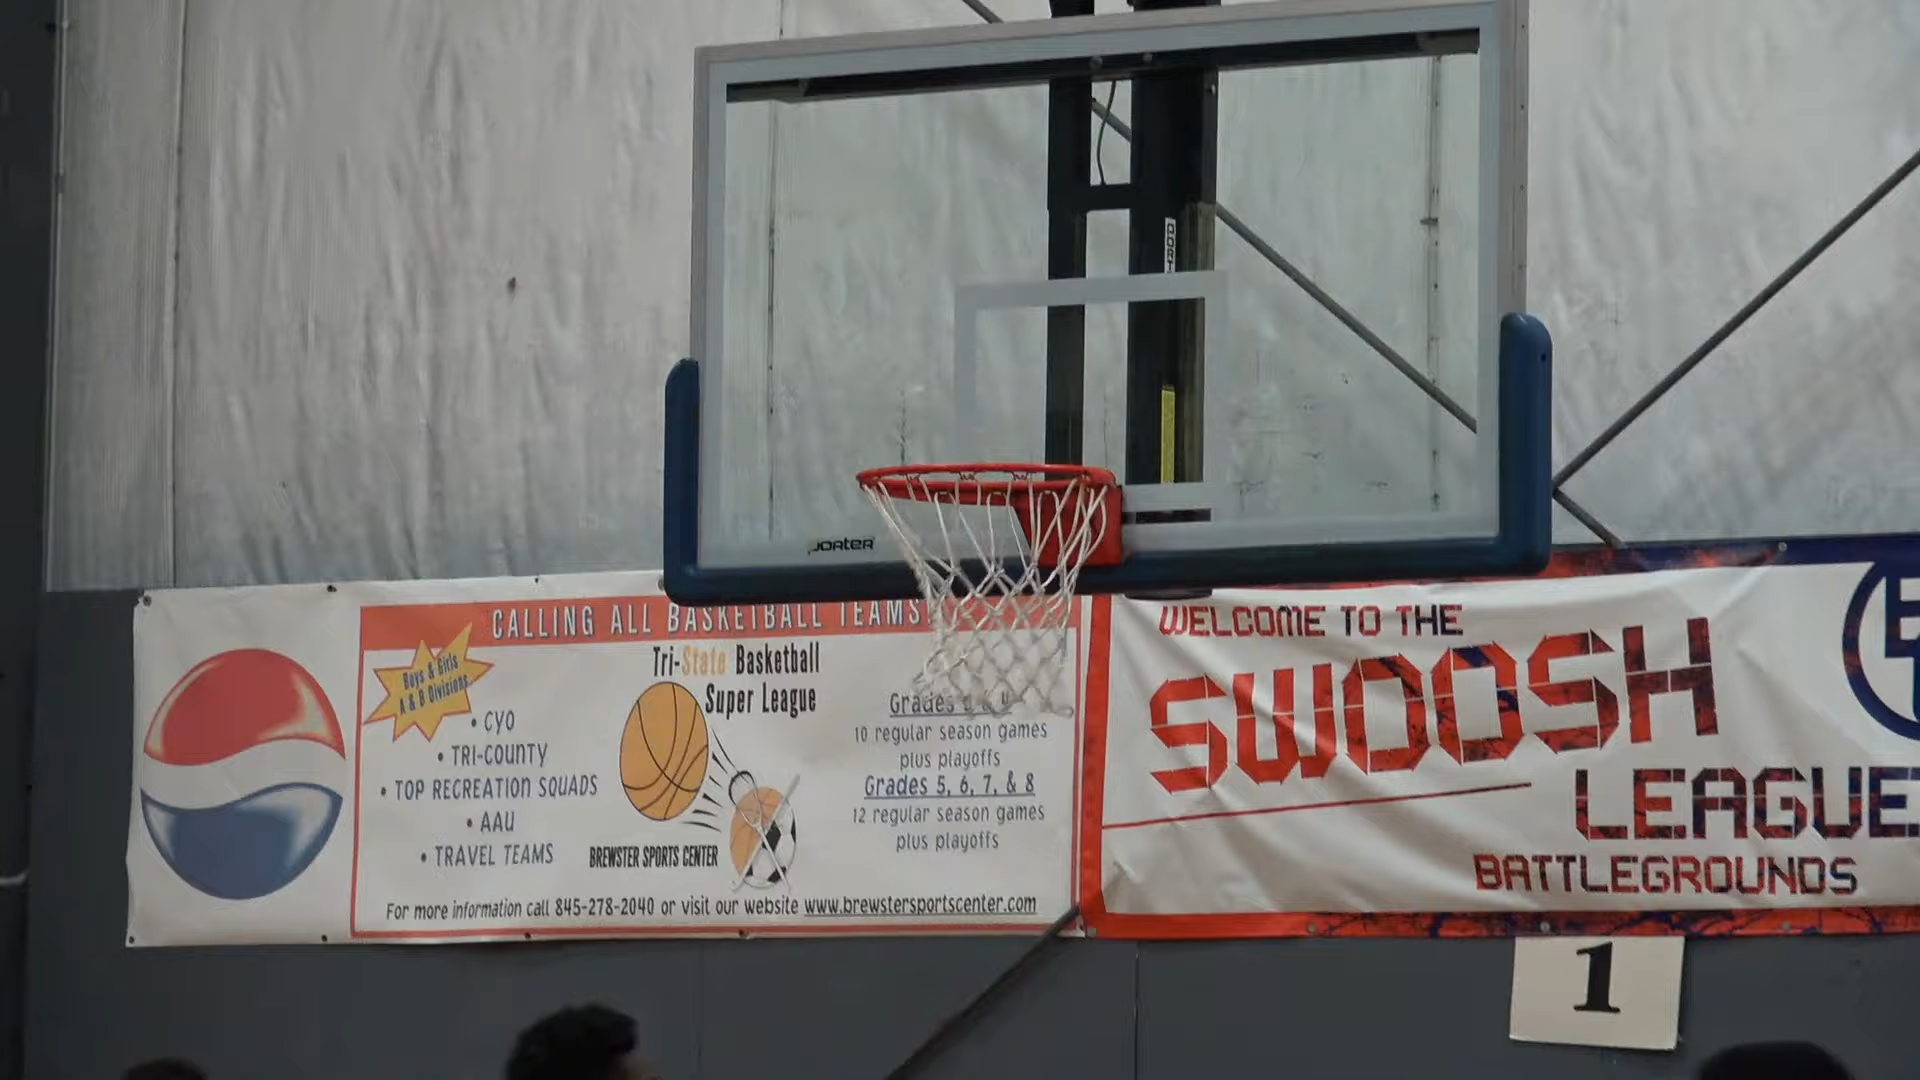 PORT
Porter
CALLING ALL BASKETBALL TEAMS
Boys & Girls
A & B Divisions
Tri-State Basketball
Super League
• CYO
• TRI-COUNTY
• TOP RECREATION SQUADS
• AAU
• TRAVEL TEAMS
BREWSTER SPORTS CENTER
Grades
10 regular season games
plus playoffs
Grades 5, 6, 7, & 8
12 regular season games
plus playoffs
For more information call 845-278-2040 or visit our website www.brewstersportscenter.com
WELCOME TO THE
SWOOSH
LEAGUE
BATTLEGROUNDS
1